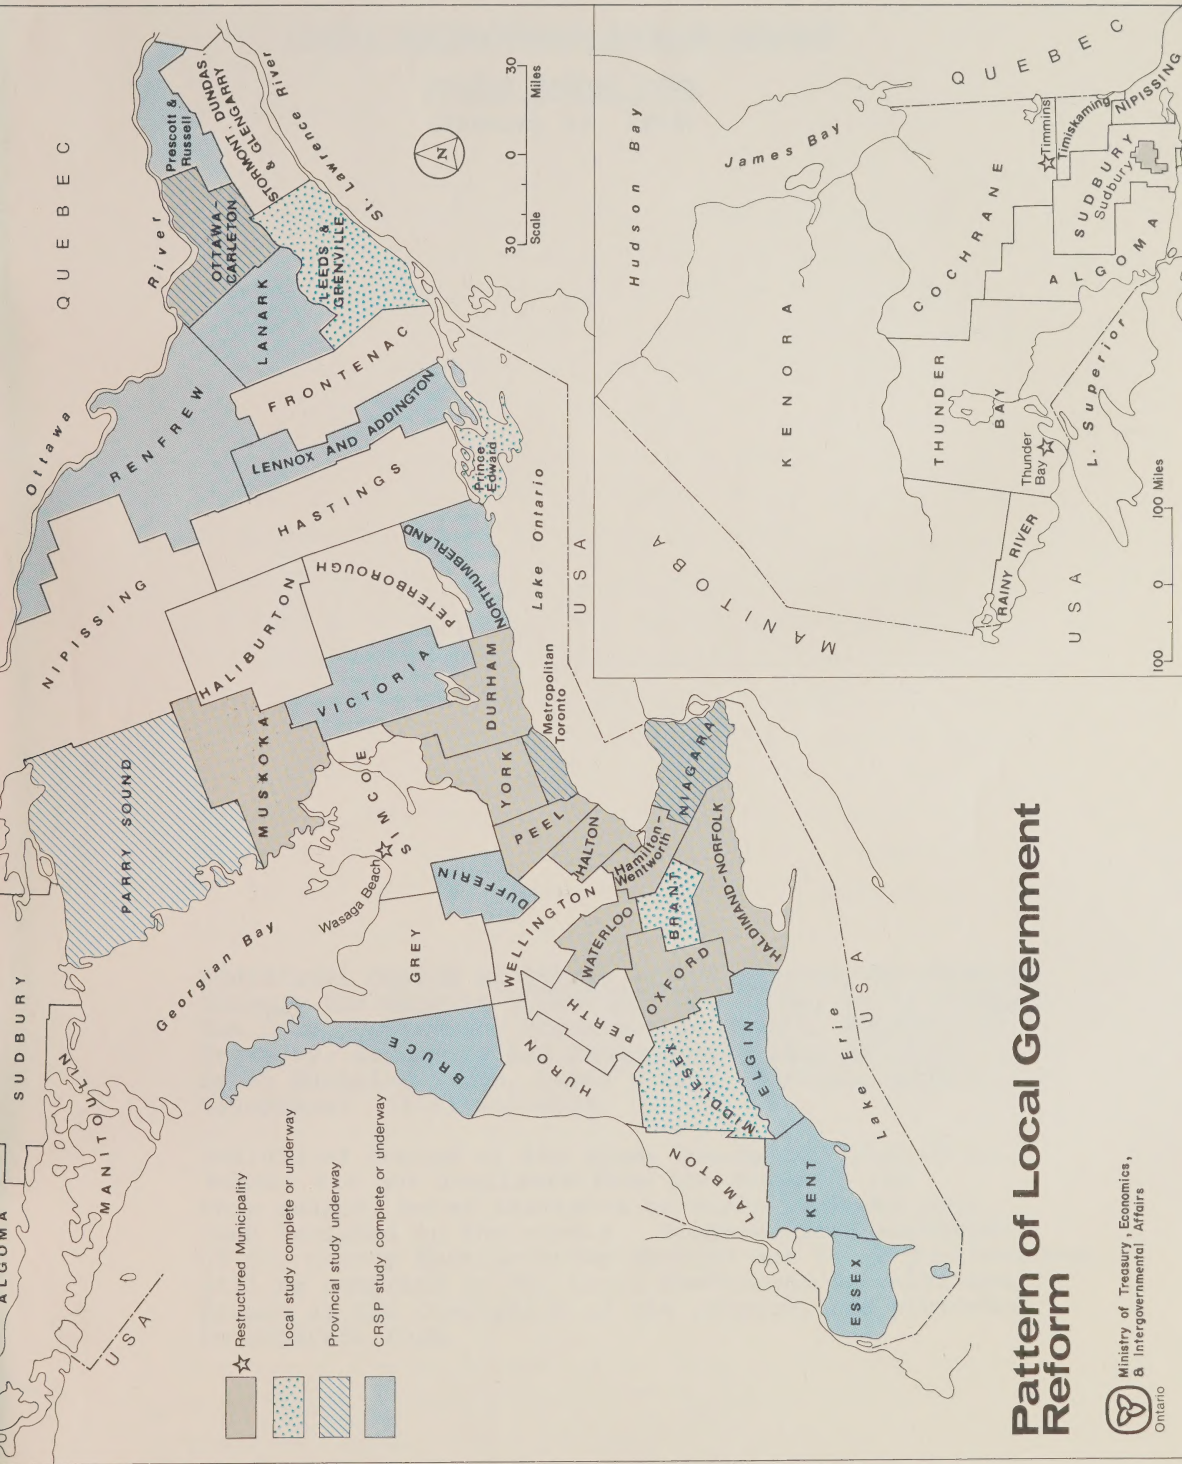 Pattern of Local Government
Reform
Ministry of Treasury, Economics,
& Intergovernmental Affairs
Ontario
Restructured Municipality
Local study complete or underway
Provincial study underway
CRSP study complete or underway
ALGOMA
SUDBURY
MANITOULIN
USA
Georgian Bay
PARRY SOUND
NIPISSING
MUSKOKA
HALIBURTON
Ottawa
River
QUEBEC
RENFREW
LANARK
OTTAWA-
CARLETON
Prescott &
Russell
STORMONT, DUNDAS,
& GLENGARRY
St. Lawrence River
LEEDS &
GRENVILLE
FRONTENAC
LENNOX AND ADDINGTON
HASTINGS
Prince
Edward
PETERBOROUGH
NORTHUMBERLAND
VICTORIA
DURHAM
SIMCOE
Wasaga Beach
YORK
Metropolitan
Toronto
Lake Ontario
USA
PEEL
HALTON
DUFFERIN
GREY
BRUCE
WELLINGTON
WATERLOO
Hamilton-
Wentworth
NIAGARA
BRANT
HALDIMAND-NORFOLK
OXFORD
PERTH
HURON
MIDDLESEX
ELGIN
LAMBTON
KENT
ESSEX
Lake Erie
USA
N
30 0 30
Scale Miles
Hudson Bay
James Bay
QUEBEC
MANITOBA
KENORA
COCHRANE
Timmins
Timiskaming
NIPISSING
SUDBURY
Sudbury
ALGOMA
THUNDER
BAY
Thunder
Bay
RAINY RIVER
L. Superior
USA
100 0 100 Miles